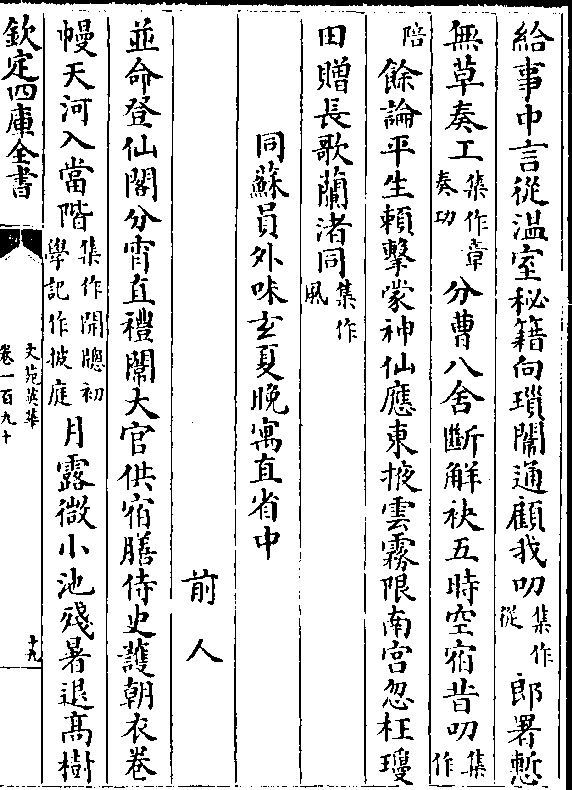 給事中言從温室秘籍向瑣闈通顧我叨集作從郎署慙
無草奏工集作章奏功分曹八舍斷解袂五時空宿昔叨集作
陪餘論平生頼擊蒙神仙應東掖雲霧限南宫忽枉瓊
田贈長歌蘭渚同集作風
同蘇員外味玄夏晚寓直省中
前人
並命登仙閣分宵直禮闈大官供宿膳侍史護朝衣卷
幔天河入當階集作開牕初學記作披庭月露微小池殘暑退髙樹
欽定四庫全書
文苑英華
卷一百九十
十九